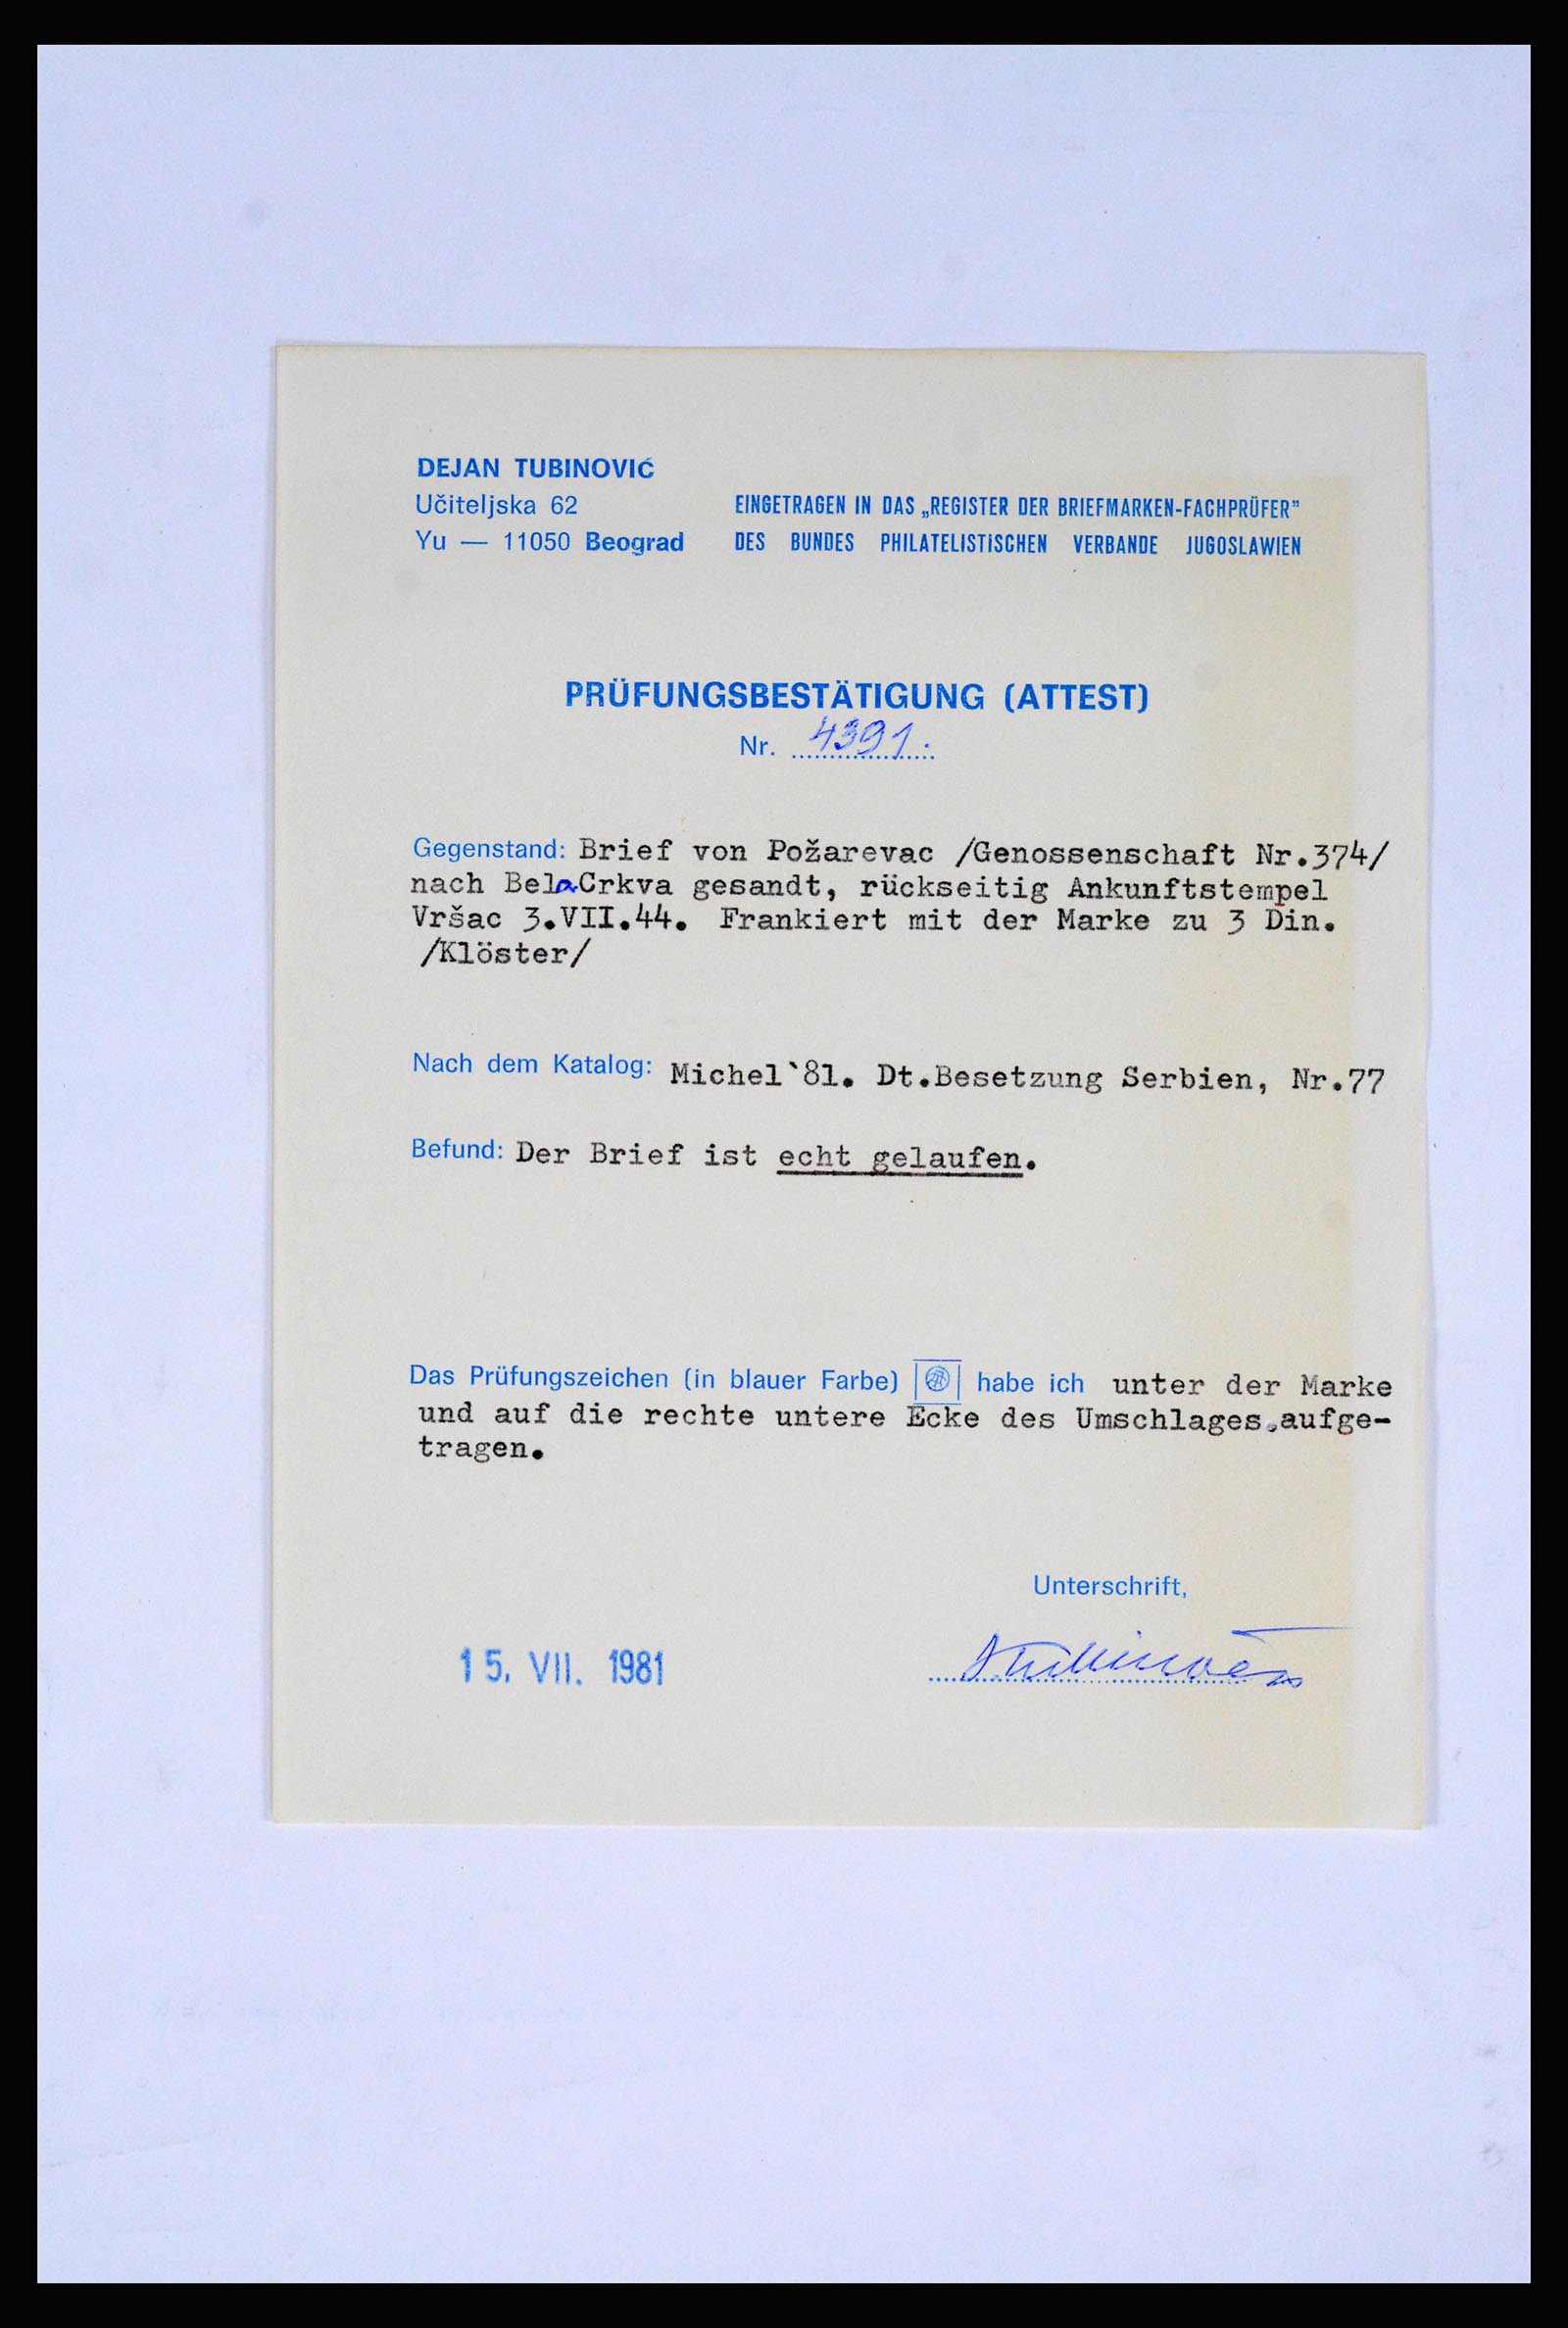 DEJAN TUBINOVIĆ
Učiteljska 62
Yu — 11050 Beograd
EINGETRAGEN IN DAS „REGISTER DER BRIEFMARKEN-FACHPRÜFER”
DES BUNDES PHILATELISTISCHEN VERBANDE JUGOSLAWIEN
PRÜFUNGSBESTÄTIGUNG (ATTEST)
Nr. 4391.
Gegenstand: Brief von Požarevac /Genossenschaft Nr.374/
nach Bela Crkva gesandt, rückseitig Ankunftstempel
Vršac 3.VII.44. Frankiert mit der Marke zu 3 Din.
/Klöster/
Nach dem Katalog: Michel`81. Dt.Besetzung Serbien, Nr.77
Befund: Der Brief ist echt gelaufen.
Das Prüfungszeichen (in blauer Farbe) habe ich unter der Marke
und auf die rechte untere Ecke des Umschlages aufge-
tragen.
Unterschrift,
15. VII. 1981